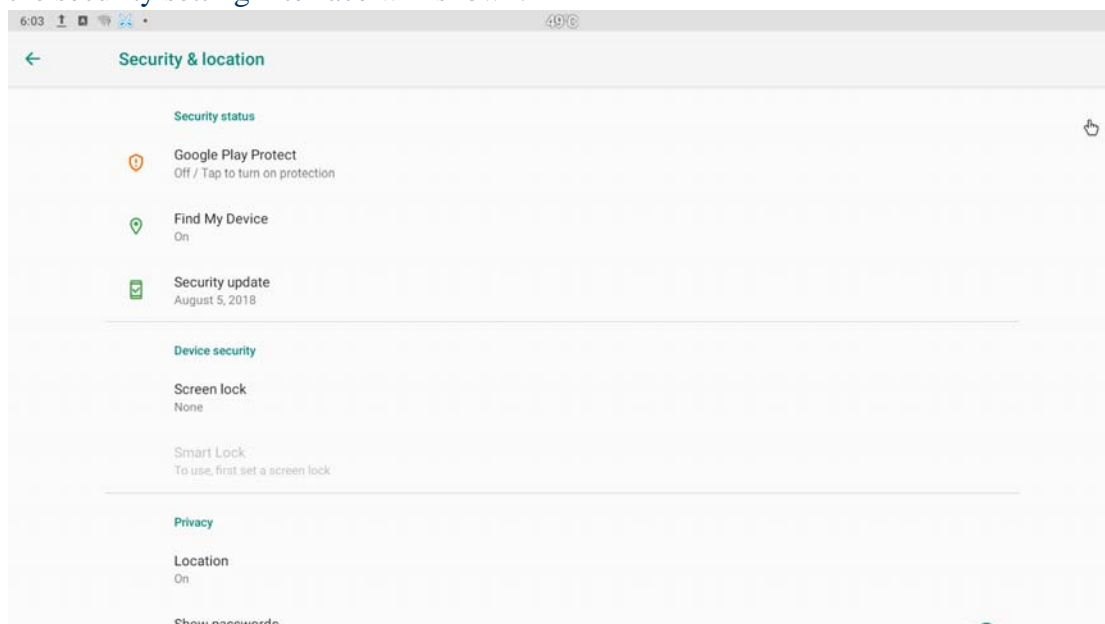 6:03
49°C
Security & location
Security status
Google Play Protect
Off / Tap to turn on protection
Find My Device
On
Security update
August 5, 2018
Device security
Screen lock
None
Smart Lock
To use, first set a screen lock
Privacy
Location
On
Show passwords